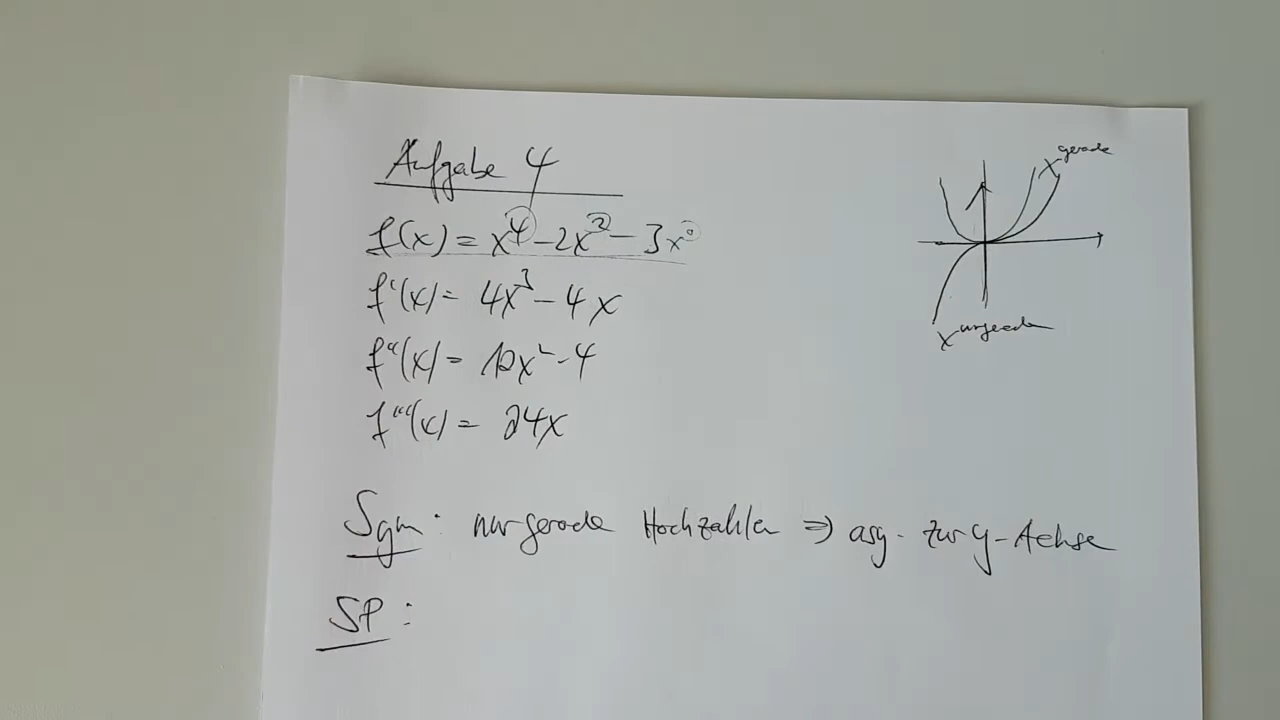 Aufgabe 4
f(x) = x⁴ - 2x² - 3x⁰
f'(x) = 4x³ - 4x
f''(x) = 12x² - 4
f'''(x) = 24x
Sym: nur gerade Hochzahlen ⇒ asy. zur y-Achse
SP:
x^gerade
x^ungerade